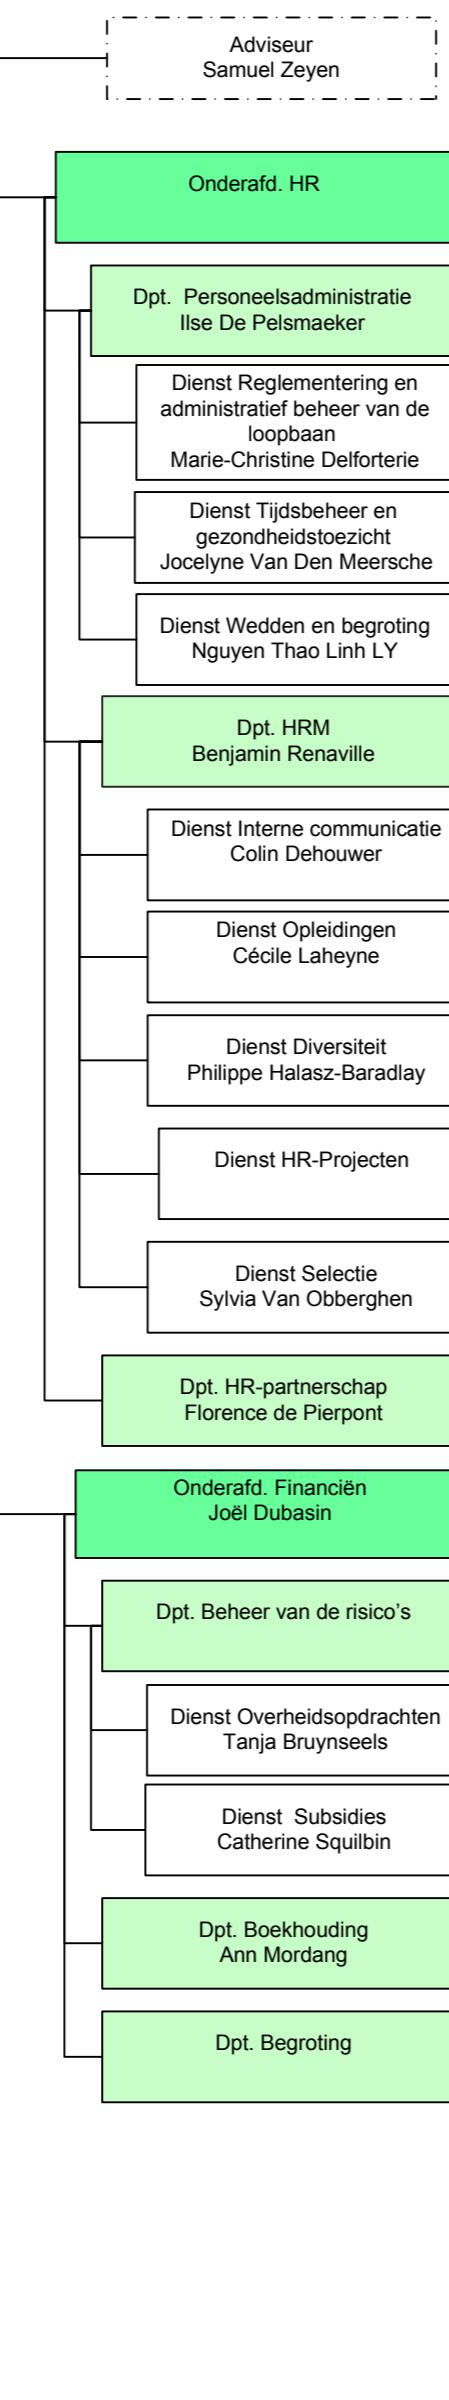 Adviseur
Samuel Zeyen
Onderafd. HR
Dpt.  Personeelsadministratie
Ilse De Pelsmaeker
Dienst Reglementering en
administratief beheer van de
loopbaan
Marie-Christine Delforterie
Dienst Tijdsbeheer en
gezondheidstoezicht
Jocelyne Van Den Meersche
Dienst Wedden en begroting
Nguyen Thao Linh LY
Dpt. HRM
Benjamin Renaville
Dienst Interne communicatie
Colin Dehouwer
Dienst Opleidingen
Cécile Laheyne
Dienst Diversiteit
Philippe Halasz-Baradlay
Dienst HR-Projecten
Dienst Selectie
Sylvia Van Obberghen
Dpt. HR-partnerschap
Florence de Pierpont
Onderafd. Financiën
Joël Dubasin
Dpt. Beheer van de risico’s
Dienst Overheidsopdrachten
Tanja Bruynseels
Dienst  Subsidies
Catherine Squilbin
Dpt. Boekhouding
Ann Mordang
Dpt. Begroting